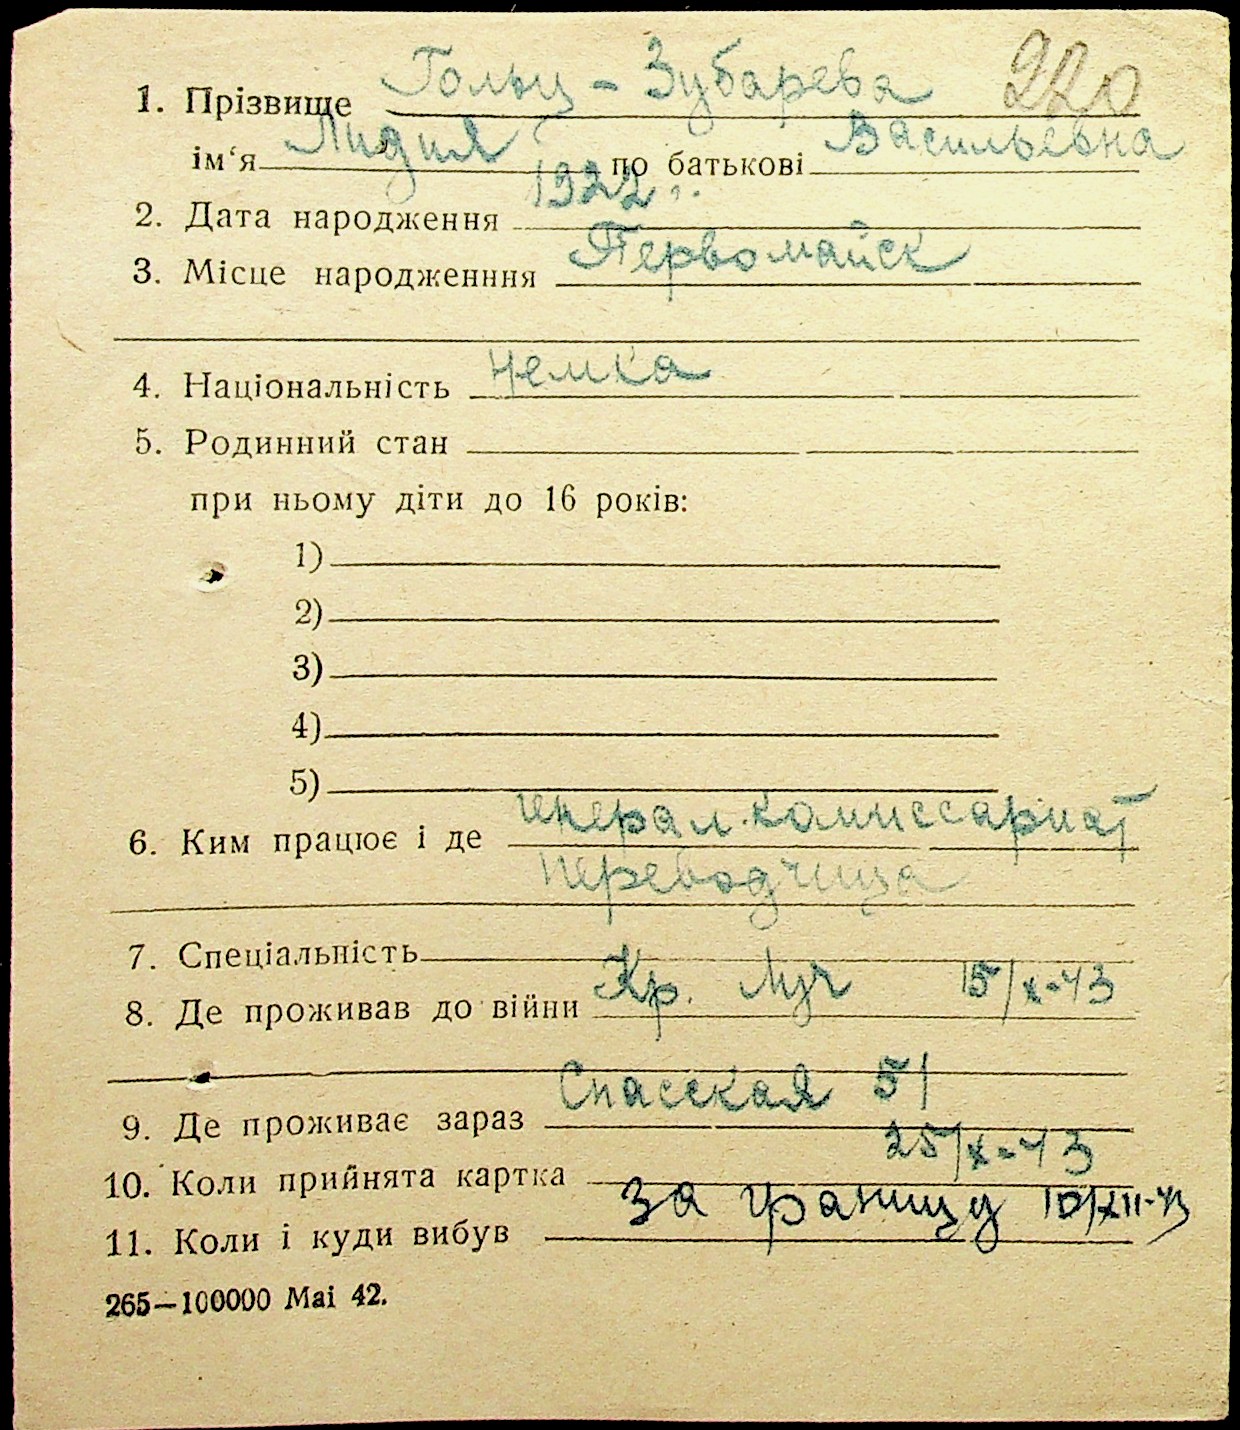 220
1. Прізвище Гольц - Зубарева
ім‘я Лидия по батькові Васильевна
2. Дата народження 1922 г.
3. Місце народженння Первомайск
4. Національність Немка
5. Родинний стан
при ньому діти до 16 років:
1)
2)
3)
4)
5)
6. Ким працює і де Генерал. комиссариат
переводчица
7. Спеціальність
8. Де проживав до війни Кр. Луч 15/X-43
9. Де проживає зараз Спасская 51
10. Коли прийнята картка 25/X-43
11. Коли і куди вибув За границу 10/XII-43
265—100000 Mai 42.